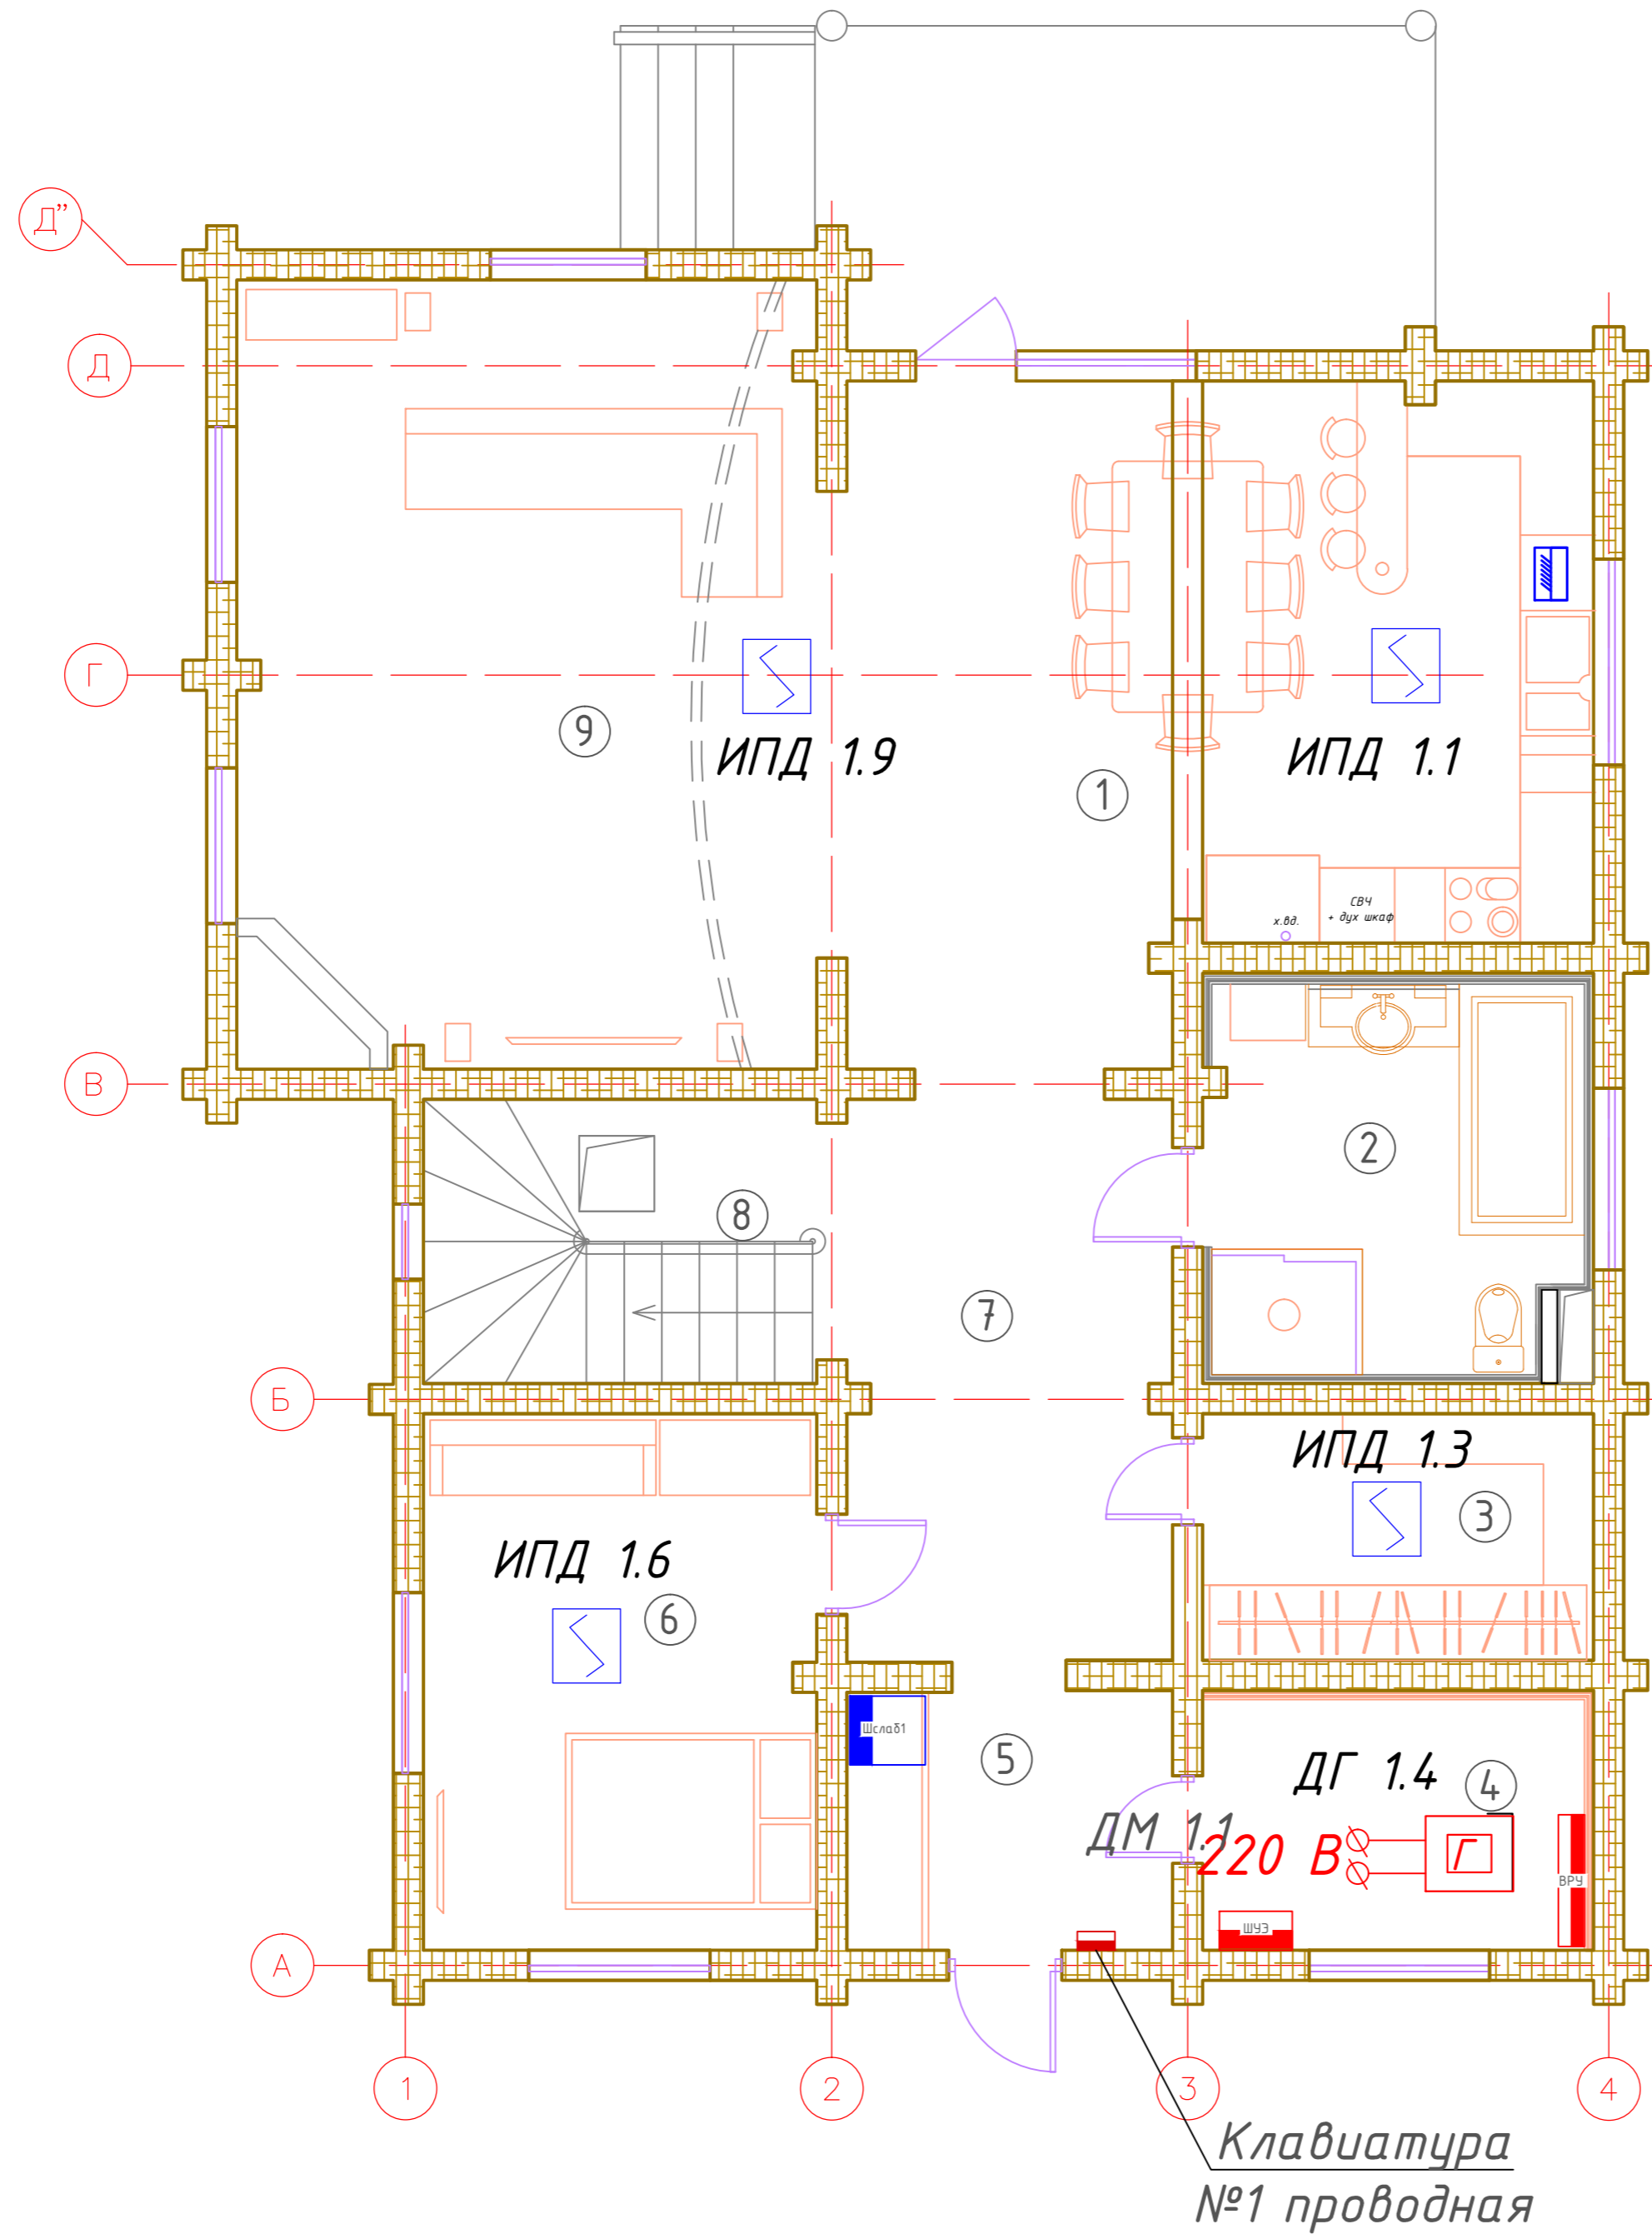 Д”
Д
Г
9
ИПД 1.9
ИПД 1.1
1
х.вд.
СВЧ
+ дух шкаф
В
2
8
7
Б
ИПД 1.3
3
ИПД 1.6
6
Шслаб1
5
ДГ 1.4
4
ДМ 1.1
220 В
Г
ВРУ
ШУЭ
А
1
2
3
4
Клавиатура
№1 проводная